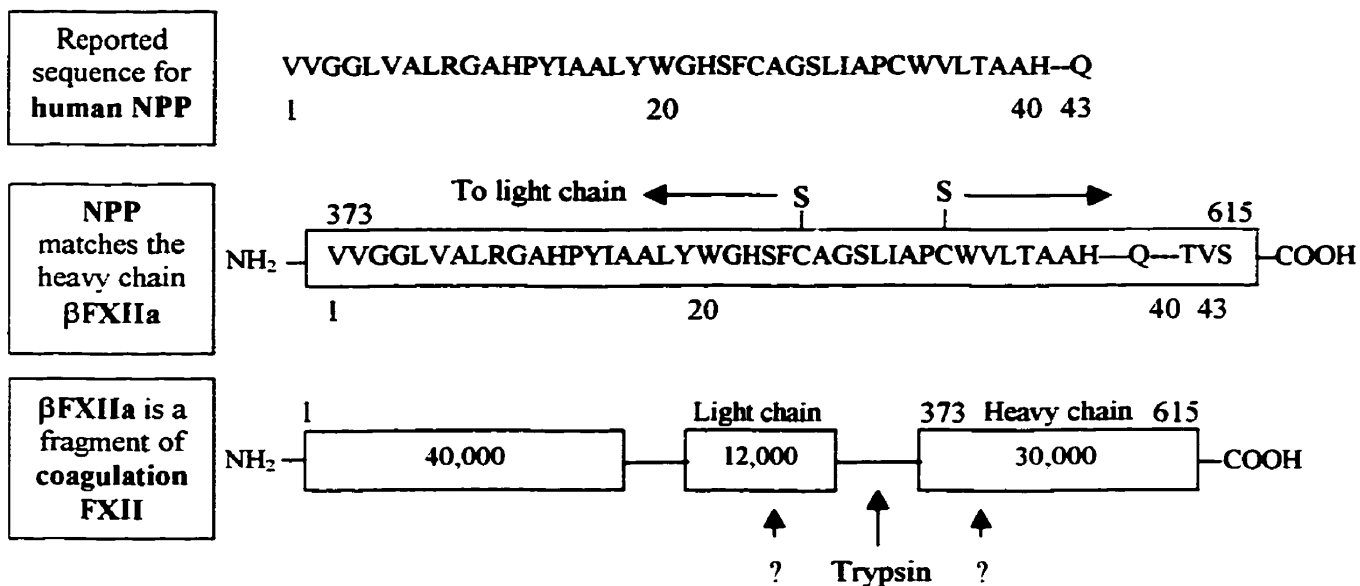 Reported
sequence for
human NPP
VVGGLVALRGAHPYIAALYWGHSFCAGSLIAPCWVLTAAH---Q
1 20 40 43
NPP
matches the
heavy chain
βFXIIa
To light chain S S
373 615
NH₂ VVGGLVALRGAHPYIAALYWGHSFCAGSLIAPCWVLTAAH—Q---TVS COOH
1 20 40 43
βFXIIa is a
fragment of
coagulation
FXII
1 Light chain 373 Heavy chain 615
NH₂ 40,000 12,000 30,000 COOH
? Trypsin ?